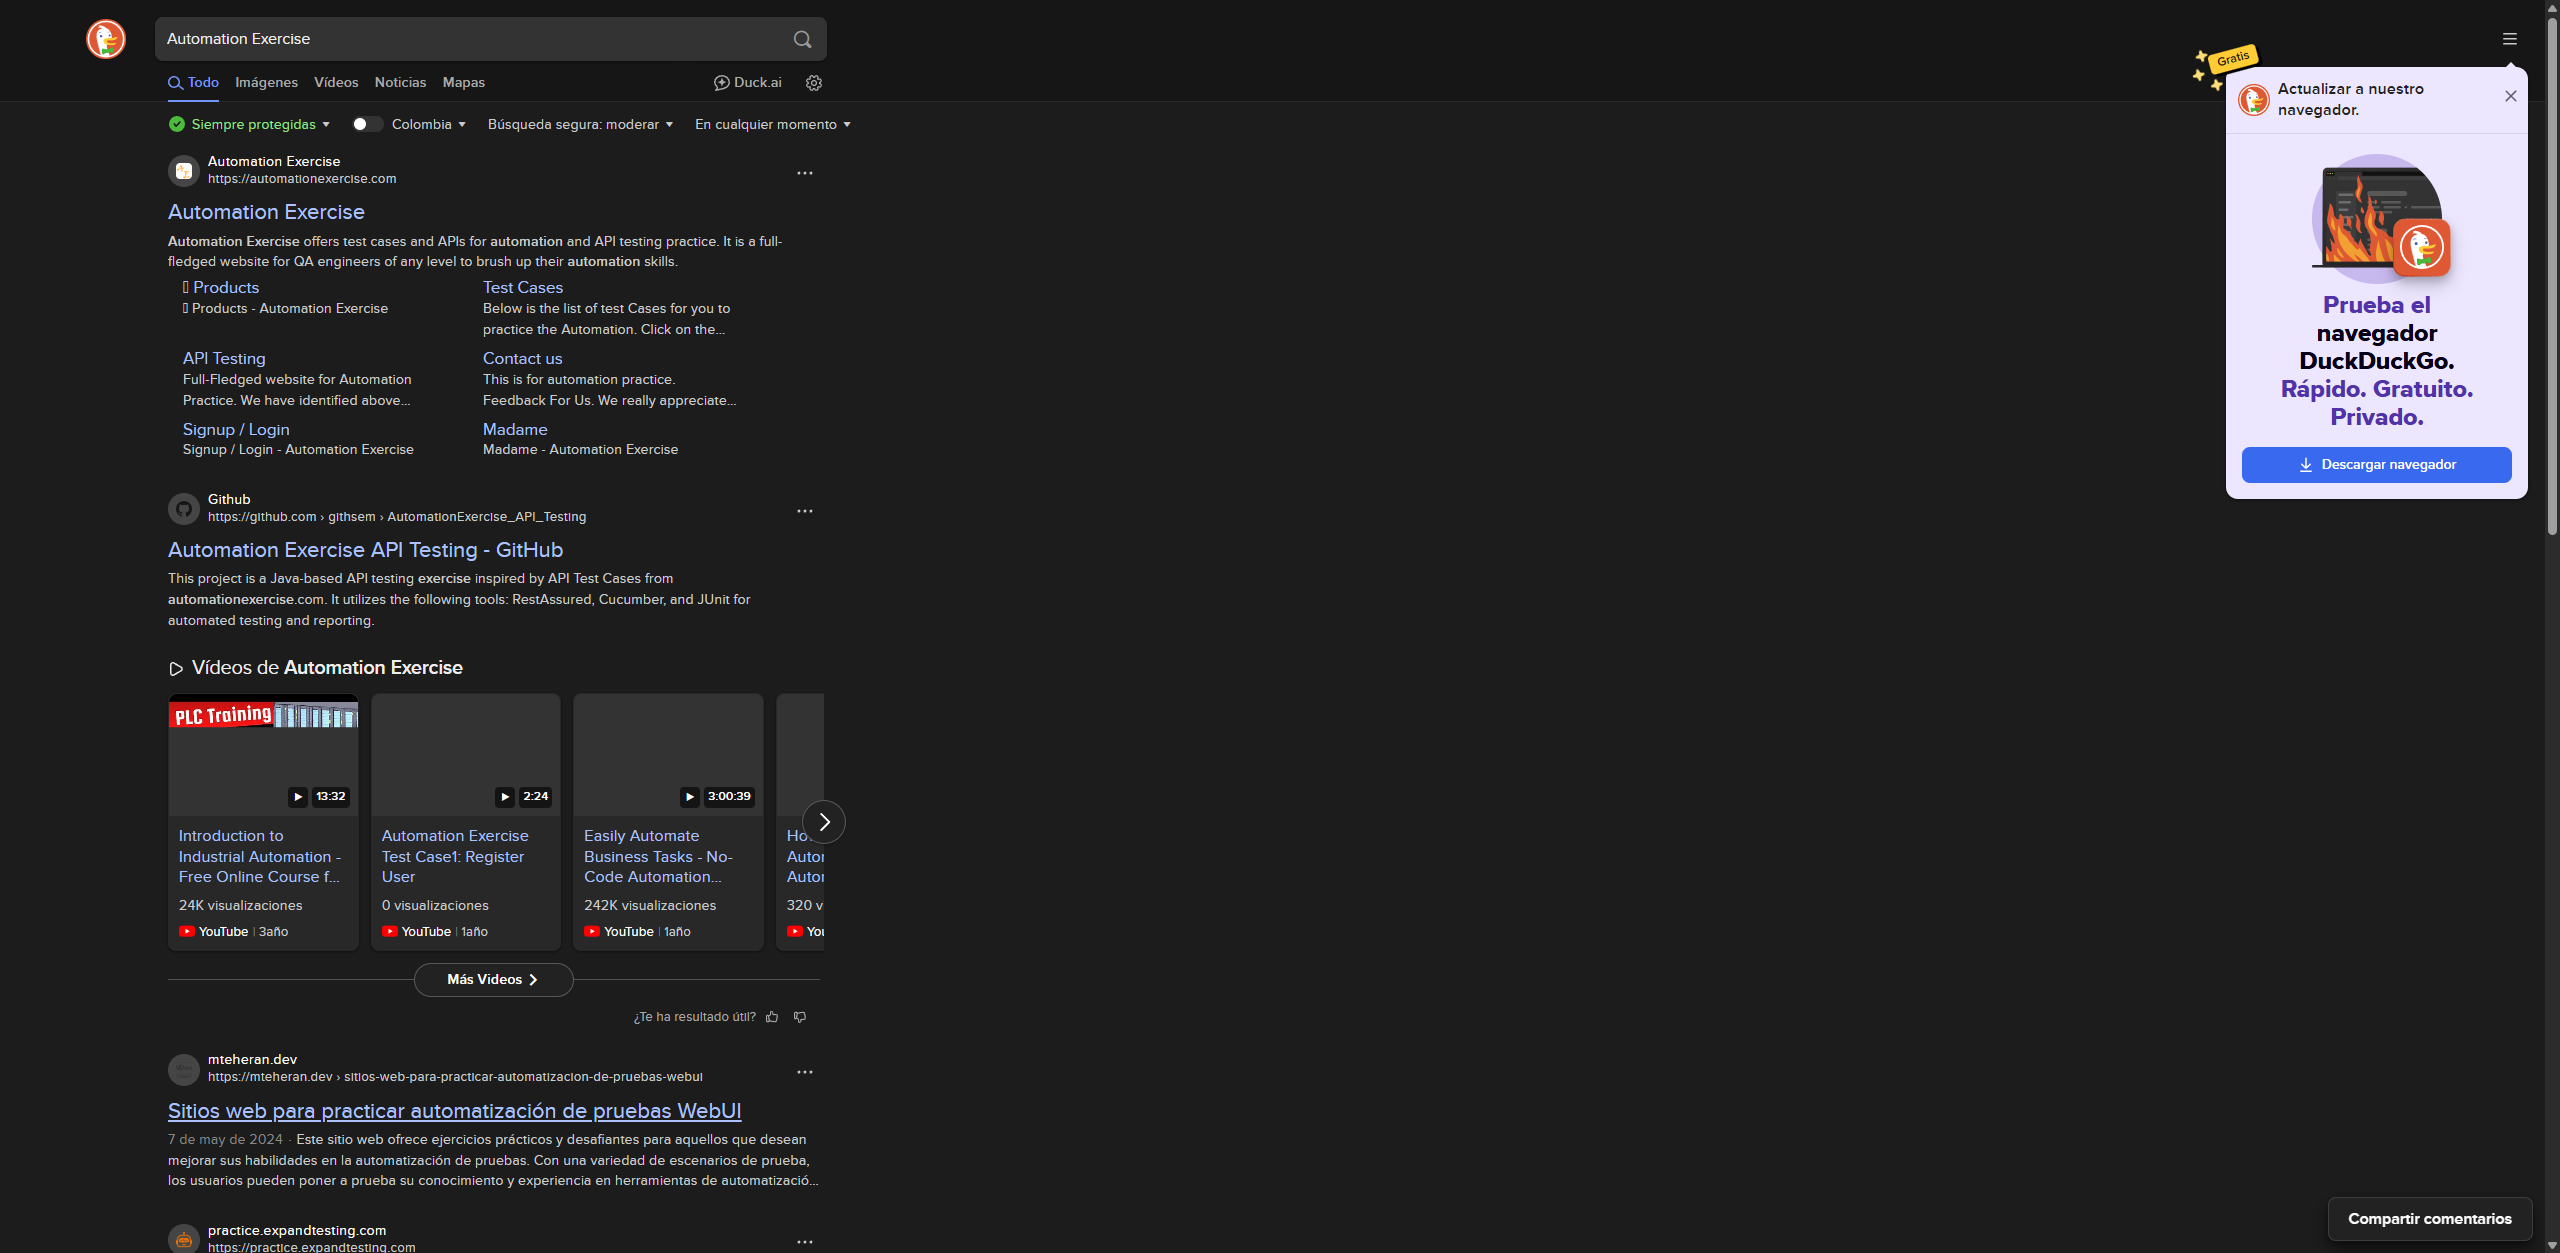 Automation Exercise
Todo
Imágenes
Vídeos
Noticias
Mapas
Duck.ai
Siempre protegidas
Colombia
Búsqueda segura: moderar
En cualquier momento
Automation Exercise
https://automationexercise.com
Automation Exercise
Automation Exercise offers test cases and APIs for automation and API testing practice. It is a full-
fledged website for QA engineers of any level to brush up their automation skills.
Products
Products - Automation Exercise
Test Cases
Below is the list of test Cases for you to
practice the Automation. Click on the...
API Testing
Full-Fledged website for Automation
Practice. We have identified above...
Contact us
This is for automation practice.
Feedback For Us. We really appreciate...
Signup / Login
Signup / Login - Automation Exercise
Madame
Madame - Automation Exercise
Github
https://github.com › githsem › AutomationExercise_API_Testing
Automation Exercise API Testing - GitHub
This project is a Java-based API testing exercise inspired by API Test Cases from
automationexercise.com. It utilizes the following tools: RestAssured, Cucumber, and JUnit for
automated testing and reporting.
Vídeos de Automation Exercise
PLC Training
13:32
Introduction to
Industrial Automation -
Free Online Course f...
24K visualizaciones
YouTube | 3año
2:24
Automation Exercise
Test Case1: Register
User
0 visualizaciones
YouTube | 1año
3:00:39
Easily Automate
Business Tasks - No-
Code Automation...
242K visualizaciones
YouTube | 1año
Autor
Autor
320 v
Más Videos
¿Te ha resultado útil?
mteheran.dev
https://mteheran.dev › sitios-web-para-practicar-automatizacion-de-pruebas-webui
Sitios web para practicar automatización de pruebas WebUI
7 de may de 2024 · Este sitio web ofrece ejercicios prácticos y desafiantes para aquellos que desean
mejorar sus habilidades en la automatización de pruebas. Con una variedad de escenarios de prueba,
los usuarios pueden poner a prueba su conocimiento y experiencia en herramientas de automatizació...
practice.expandtesting.com
https://practice.expandtesting.com
Gratis
Actualizar a nuestro
navegador.
Prueba el
navegador
DuckDuckGo.
Rápido. Gratuito.
Privado.
Descargar navegador
Compartir comentarios